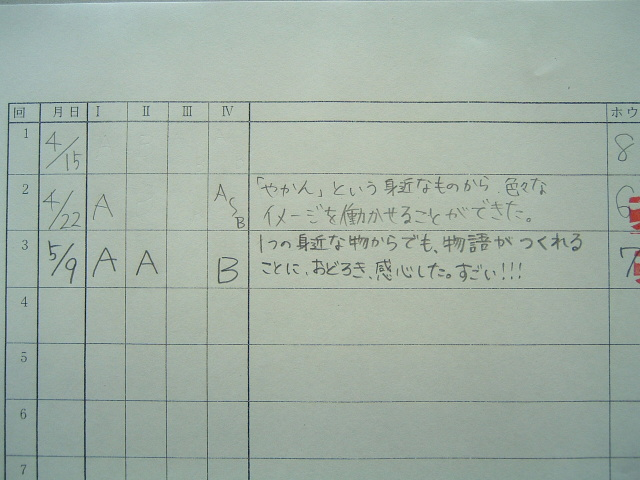 回 月日 Ⅰ Ⅱ Ⅲ Ⅳ ホウ
1 4/15 8
2 4/22 A A〜B 「やかん」という身近なものから、色々な 6
イメージを働かせることができた。
3 5/9 A A B 1つの身近な物からでも、物語がつくれる 7
ことに、おどろき、感心した。すごい!!!
4
5
6
7